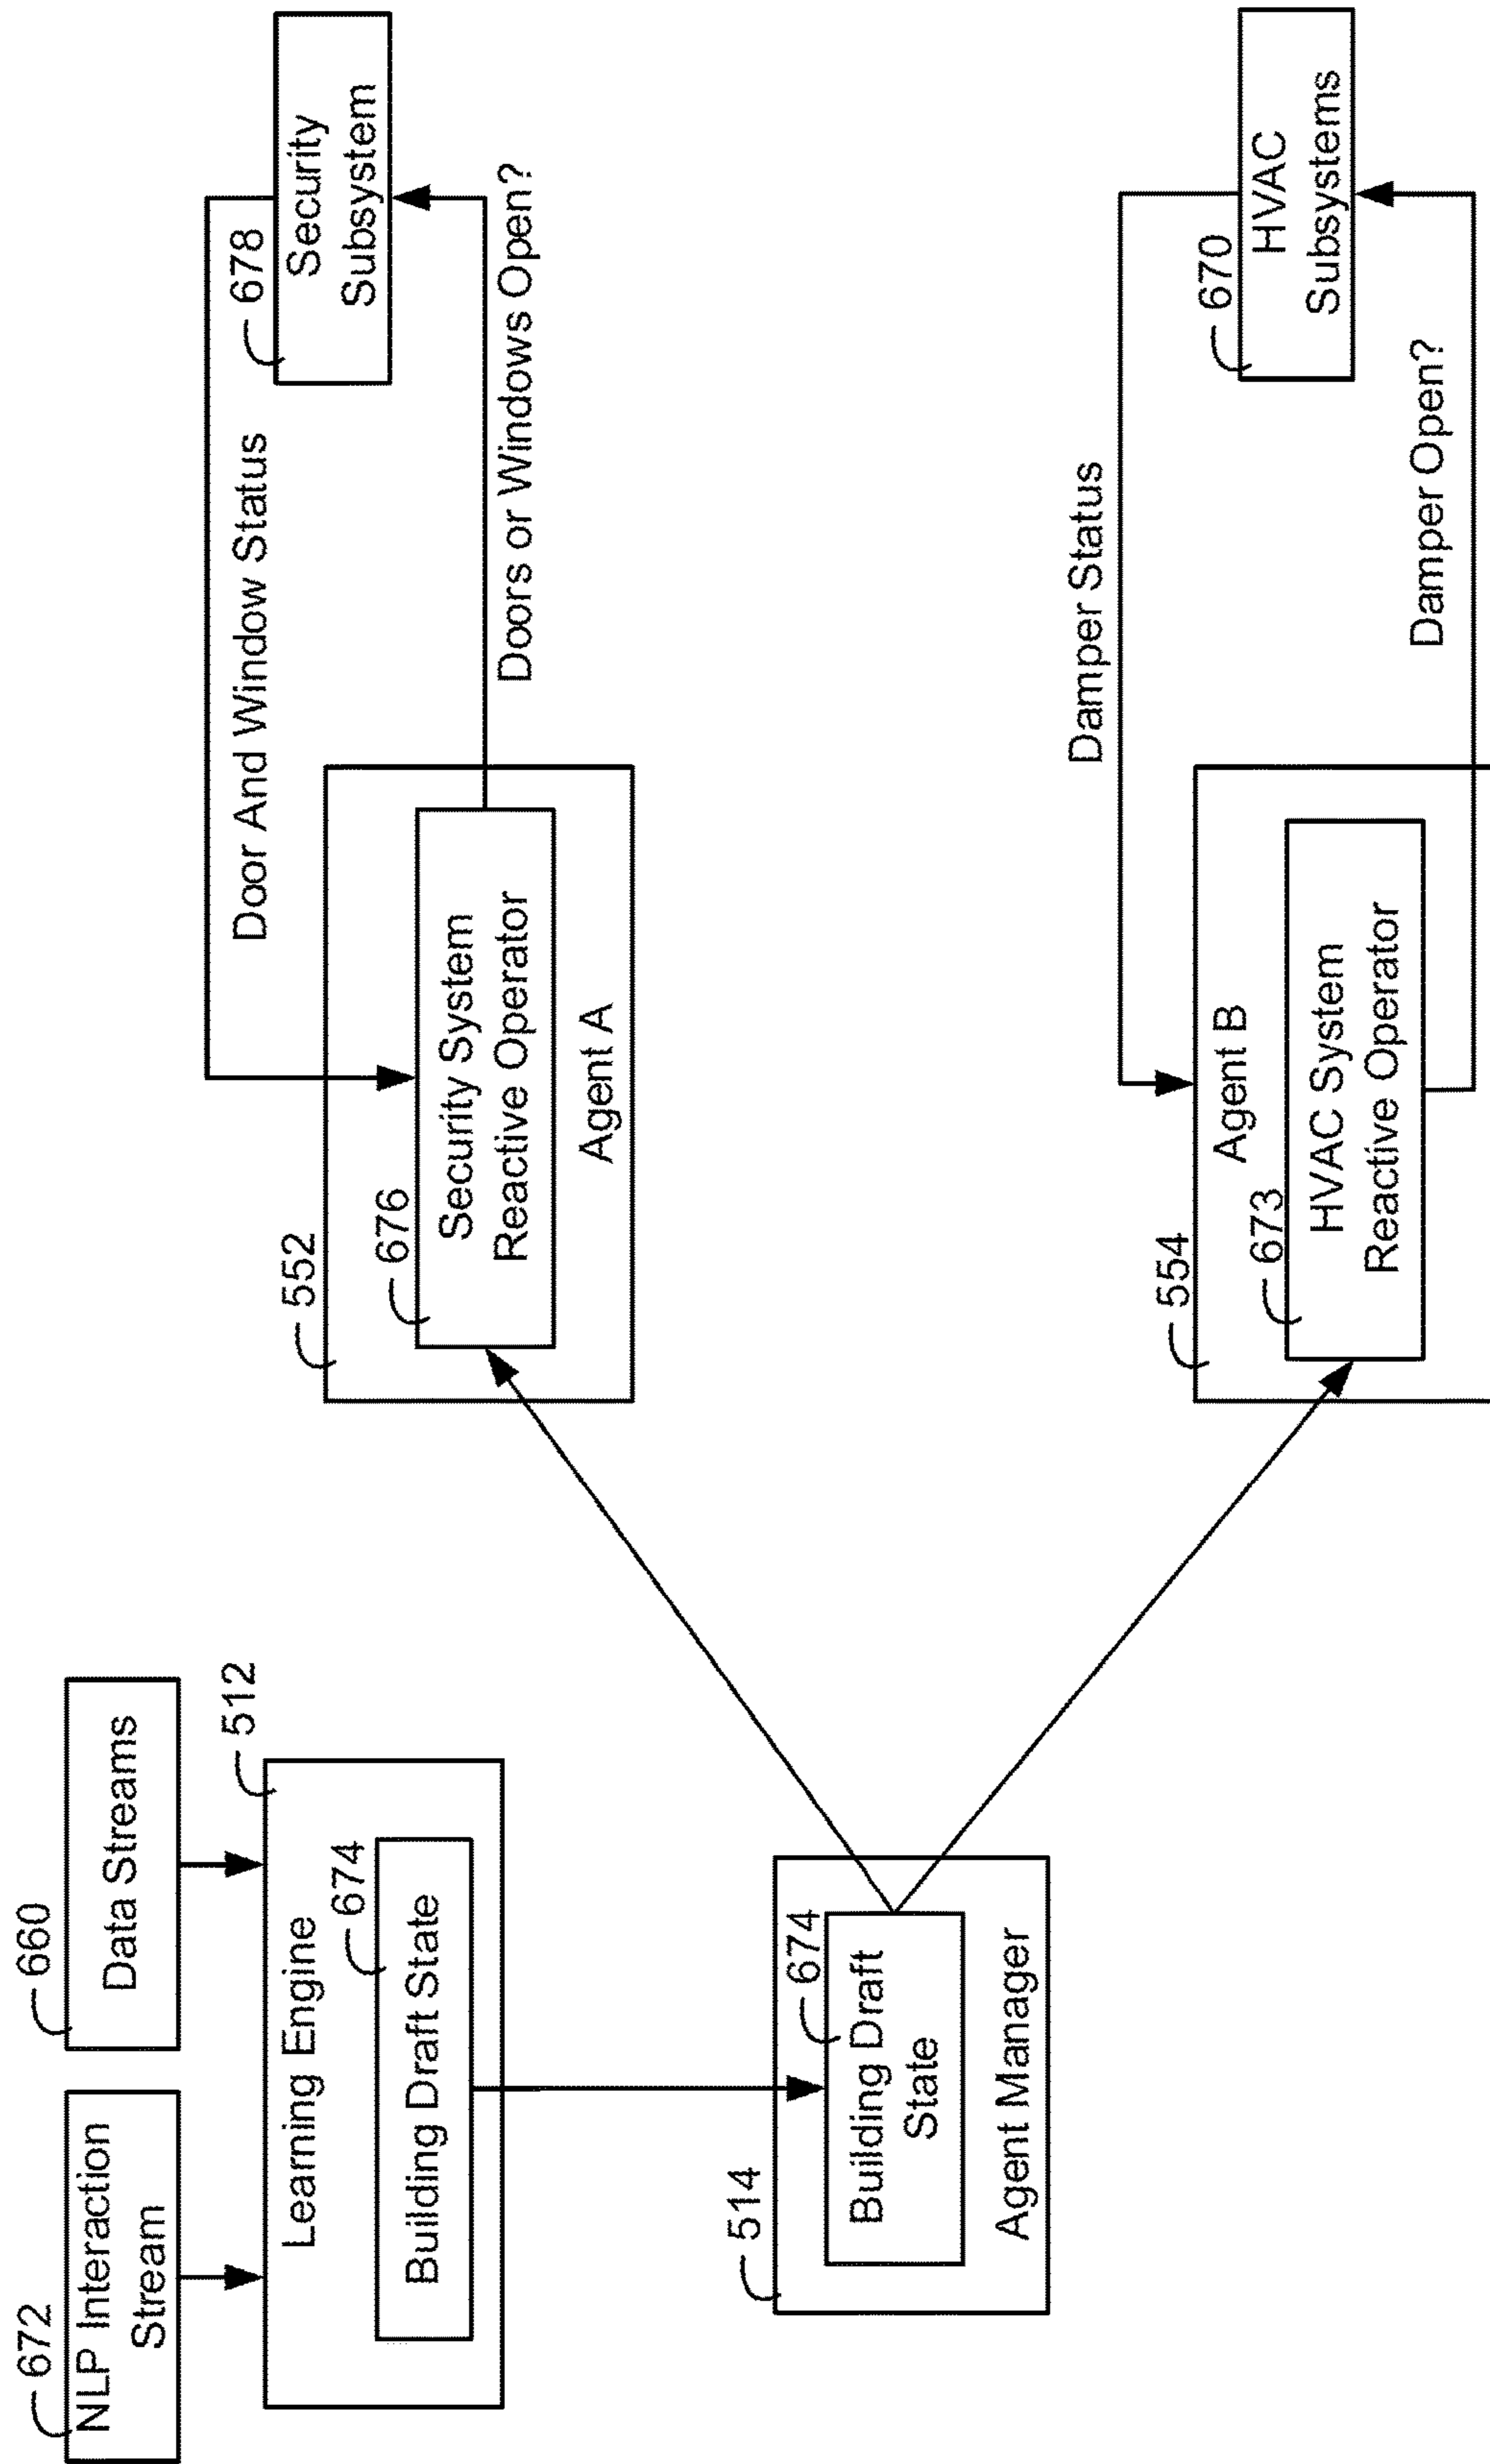 672
NLP Interaction
Stream
660
Data Streams
512
Learning Engine
674
Building Draft State
514
674
Building Draft
State
Agent Manager
552
676
Security System
Reactive Operator
Agent A
Door And Window Status
678
Security
Subsystem
Doors or Windows Open?
554
Agent B
673
HVAC System
Reactive Operator
Damper Status
670
HVAC
Subsystems
Damper Open?